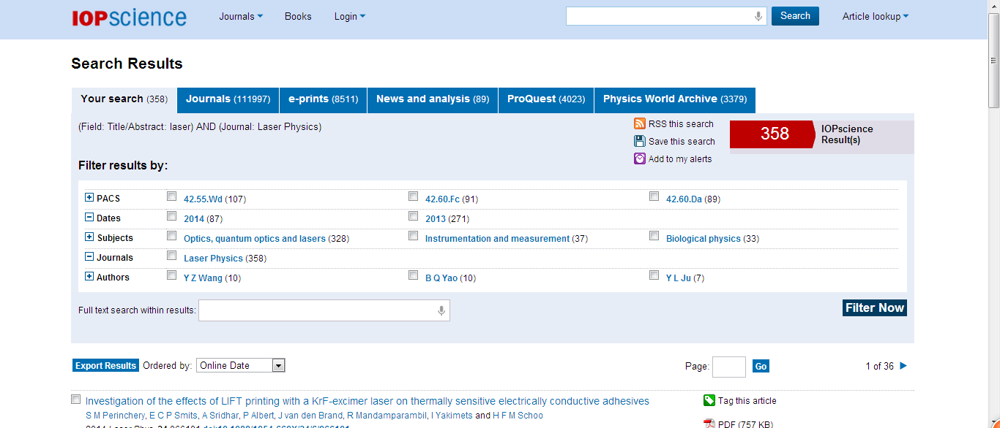 IOPscience Journals Books Login Search Article lookup
Search Results
Your search (358) Journals (111997) e-prints (8511) News and analysis (89) ProQuest (4023) Physics World Archive (3379)
(Field: Title/Abstract: laser) AND (Journal: Laser Physics)
RSS this search
Save this search
Add to my alerts
358 IOPscience
Result(s)
Filter results by:
PACS 42.55.Wd (107) 42.60.Fc (91) 42.60.Da (89)
Dates 2014 (87) 2013 (271)
Subjects Optics, quantum optics and lasers (328) Instrumentation and measurement (37) Biological physics (33)
Journals Laser Physics (358)
Authors Y Z Wang (10) B Q Yao (10) Y L Ju (7)
Full text search within results: Filter Now
Export Results Ordered by: Online Date Page: Go 1 of 36
Investigation of the effects of LIFT printing with a KrF-excimer laser on thermally sensitive electrically conductive adhesives Tag this article
S M Perinchery, E C P Smits, A Sridhar, P Albert, J van den Brand, R Mandamparambil, I Yakimets and H F M Schoo
PDF (757 KB)